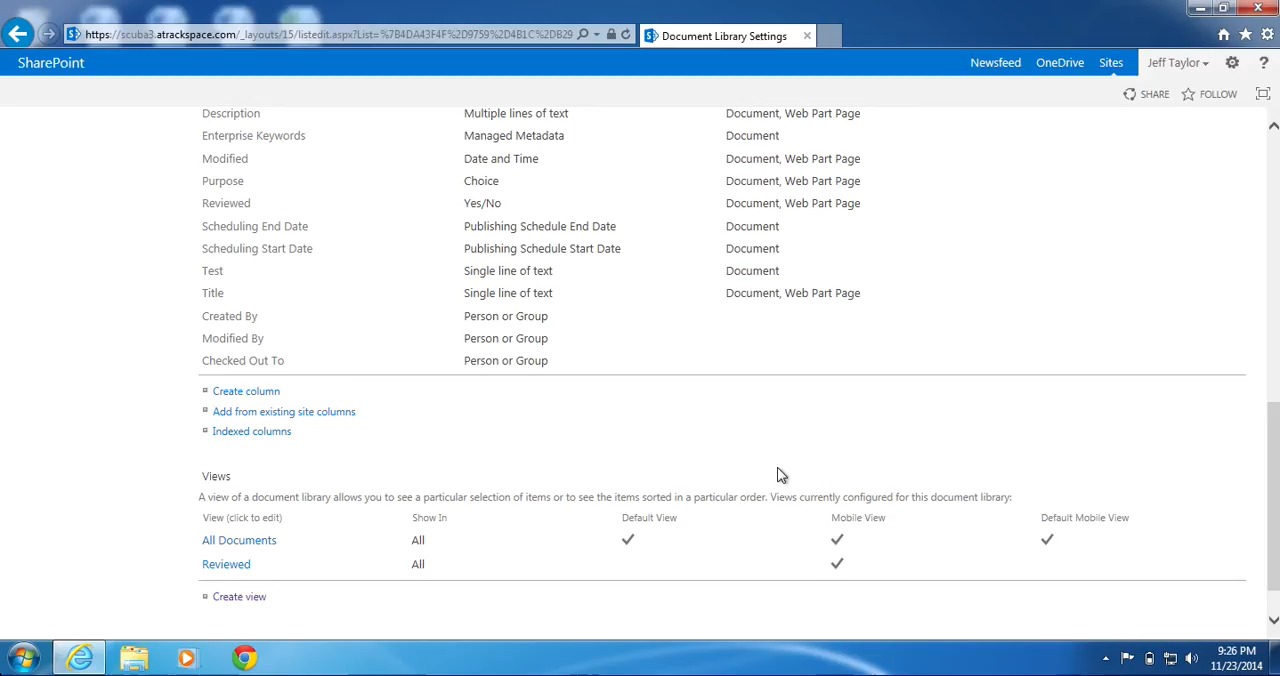 https://scuba3.atrackspace.com/_layouts/15/listedit.aspx?List=%7B4DA43F4F%2D9759%2D4B1C%2DB29
Document Library Settings
SharePoint
Newsfeed OneDrive Sites Jeff Taylor ?
SHARE FOLLOW
Description Multiple lines of text Document, Web Part Page
Enterprise Keywords Managed Metadata Document
Modified Date and Time Document, Web Part Page
Purpose Choice Document, Web Part Page
Reviewed Yes/No Document, Web Part Page
Scheduling End Date Publishing Schedule End Date Document
Scheduling Start Date Publishing Schedule Start Date Document
Test Single line of text Document
Title Single line of text Document, Web Part Page
Created By Person or Group
Modified By Person or Group
Checked Out To Person or Group
Create column
Add from existing site columns
Indexed columns
Views
A view of a document library allows you to see a particular selection of items or to see the items sorted in a particular order. Views currently configured for this document library:
View (click to edit) Show In Default View Mobile View Default Mobile View
All Documents All
Reviewed All
Create view
9:26 PM
11/23/2014